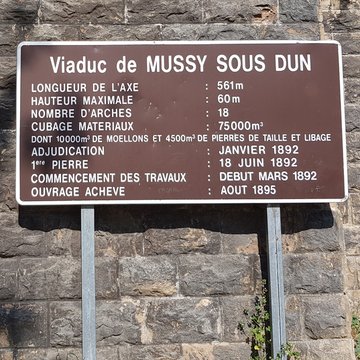 Viaduc de MUSSY SOUS DUN
LONGUEUR DE L'AXE : 561m
HAUTEUR MAXIMALE : 60m
NOMBRE D'ARCHES : 18
CUBAGE MATERIAUX : 75000m³
DONT 10000m³ DE MOELLONS ET 4500m³ DE PIERRES DE TAILLE ET LIBAGE
ADJUDICATION : JANVIER 1892
1ere PIERRE : 18 JUIN 1892
COMMENCEMENT DES TRAVAUX : DEBUT MARS 1892
OUVRAGE ACHEVE : AOUT 1895